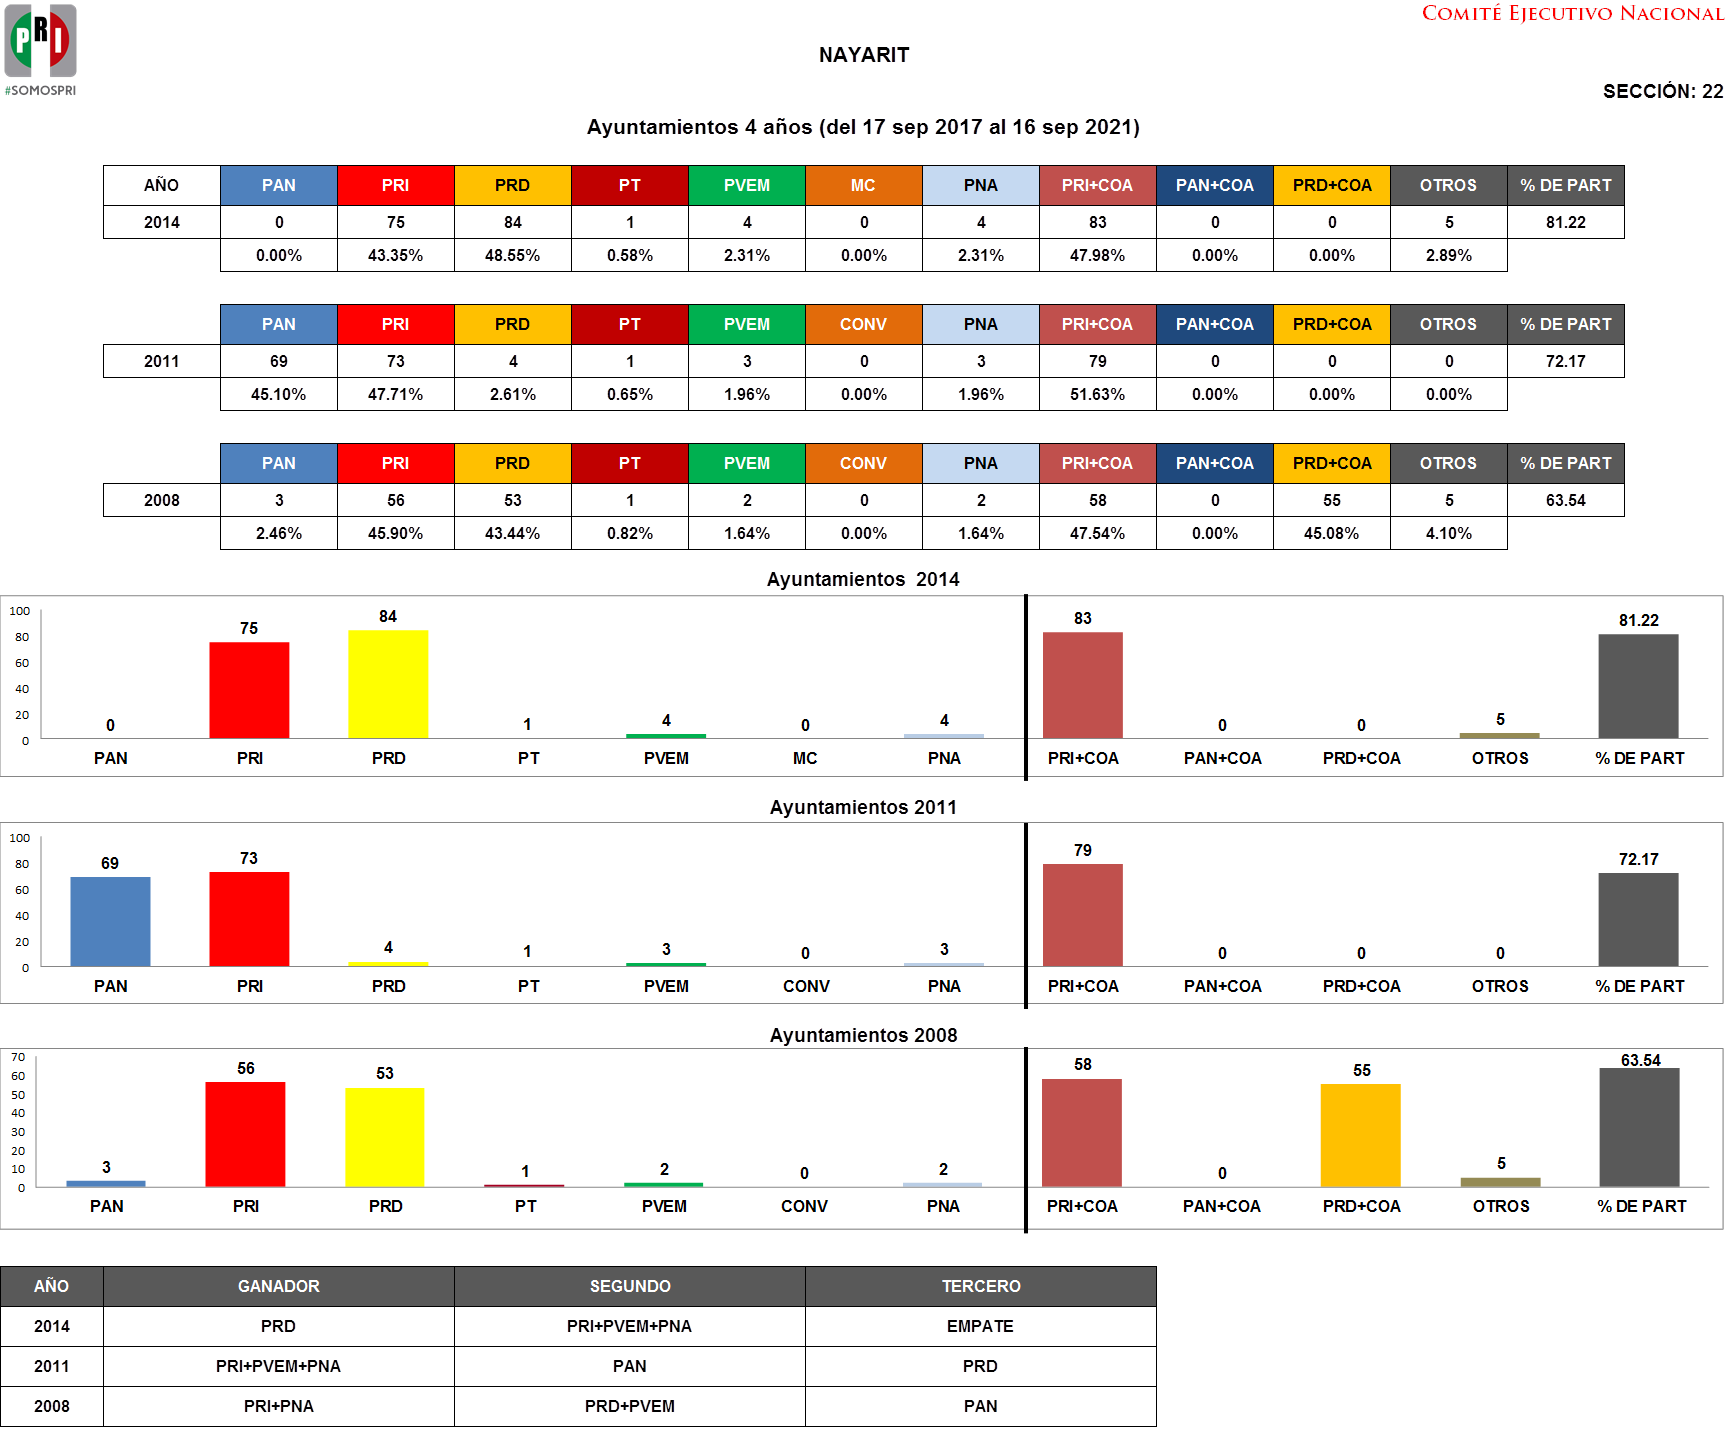 COMITÉ EJECUTIVO NACIONAL
PRI
#SOMOSPRI
NAYARIT
SECCIÓN: 22
Ayuntamientos 4 años (del 17 sep 2017 al 16 sep 2021)
AÑO PAN PRI PRD PT PVEM MC PNA PRI+COA PAN+COA PRD+COA OTROS % DE PART
2014 0 75 84 1 4 0 4 83 0 0 5 81.22
0.00% 43.35% 48.55% 0.58% 2.31% 0.00% 2.31% 47.98% 0.00% 0.00% 2.89%
PAN PRI PRD PT PVEM CONV PNA PRI+COA PAN+COA PRD+COA OTROS % DE PART
2011 69 73 4 1 3 0 3 79 0 0 0 72.17
45.10% 47.71% 2.61% 0.65% 1.96% 0.00% 1.96% 51.63% 0.00% 0.00% 0.00%
PAN PRI PRD PT PVEM CONV PNA PRI+COA PAN+COA PRD+COA OTROS % DE PART
2008 3 56 53 1 2 0 2 58 0 55 5 63.54
2.46% 45.90% 43.44% 0.82% 1.64% 0.00% 1.64% 47.54% 0.00% 45.08% 4.10%
Ayuntamientos 2014
100
80
60
40
20
0
0 75 84 1 4 0 4 83 0 0 5 81.22
PAN PRI PRD PT PVEM MC PNA PRI+COA PAN+COA PRD+COA OTROS % DE PART
Ayuntamientos 2011
100
80
60
40
20
0
69 73 4 1 3 0 3 79 0 0 0 72.17
PAN PRI PRD PT PVEM CONV PNA PRI+COA PAN+COA PRD+COA OTROS % DE PART
Ayuntamientos 2008
70
60
50
40
30
20
10
0
3 56 53 1 2 0 2 58 0 55 5 63.54
PAN PRI PRD PT PVEM CONV PNA PRI+COA PAN+COA PRD+COA OTROS % DE PART
AÑO GANADOR SEGUNDO TERCERO
2014 PRD PRI+PVEM+PNA EMPATE
2011 PRI+PVEM+PNA PAN PRD
2008 PRI+PNA PRD+PVEM PAN